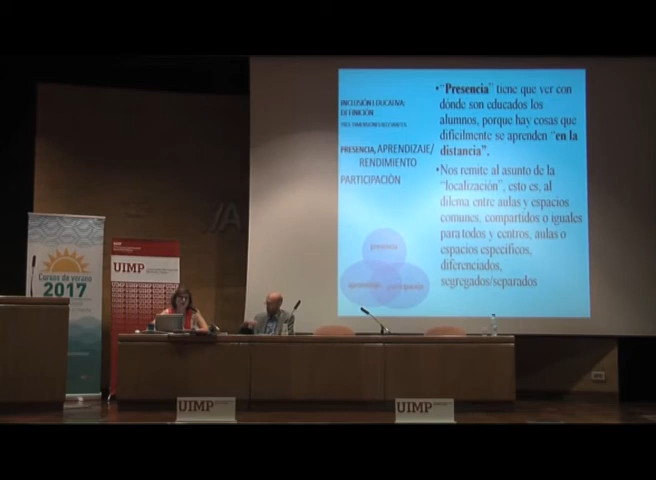 INCLUSIÓN EDUCATIVA:
DEFINICIÓN
PRESENCIA, APRENDIZAJE/
RENDIMIENTO
PARTICIPACIÓN
presencia
aprendizaje
participación
•"Presencia" tiene que ver con
dónde son educados los
alumnos, porque hay cosas que
difícilmente se aprenden "en la
distancia".
•Nos remite al asunto de la
"localización", esto es, al
dilema entre aulas y espacios
comunes, compartidos o iguales
para todos y centros, aulas o
espacios específicos,
diferenciados,
segregados/separados
Cursos de verano
2017
UIMP
UIMP
UIMP